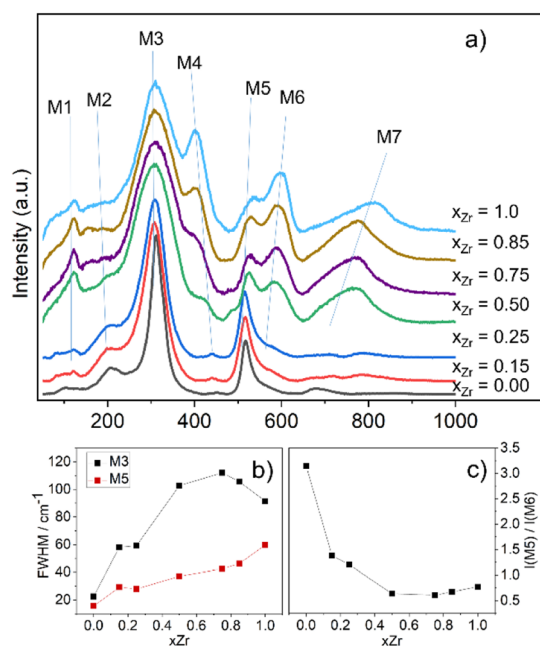 a)
M1
M2
M3
M4
M5
M6
M7
Intensity (a.u.)
xZr = 1.0
xZr = 0.85
xZr = 0.75
xZr = 0.50
xZr = 0.25
xZr = 0.15
xZr = 0.00
200 400 600 800 1000
b)
M3
M5
FWHM / cm⁻¹
120
100
80
60
40
20
0.0 0.2 0.4 0.6 0.8 1.0
xZr
c)
3.5
3.0
2.5
2.0
1.5
1.0
0.5
I(M5) / I(M6)
0.0 0.2 0.4 0.6 0.8 1.0
xZr